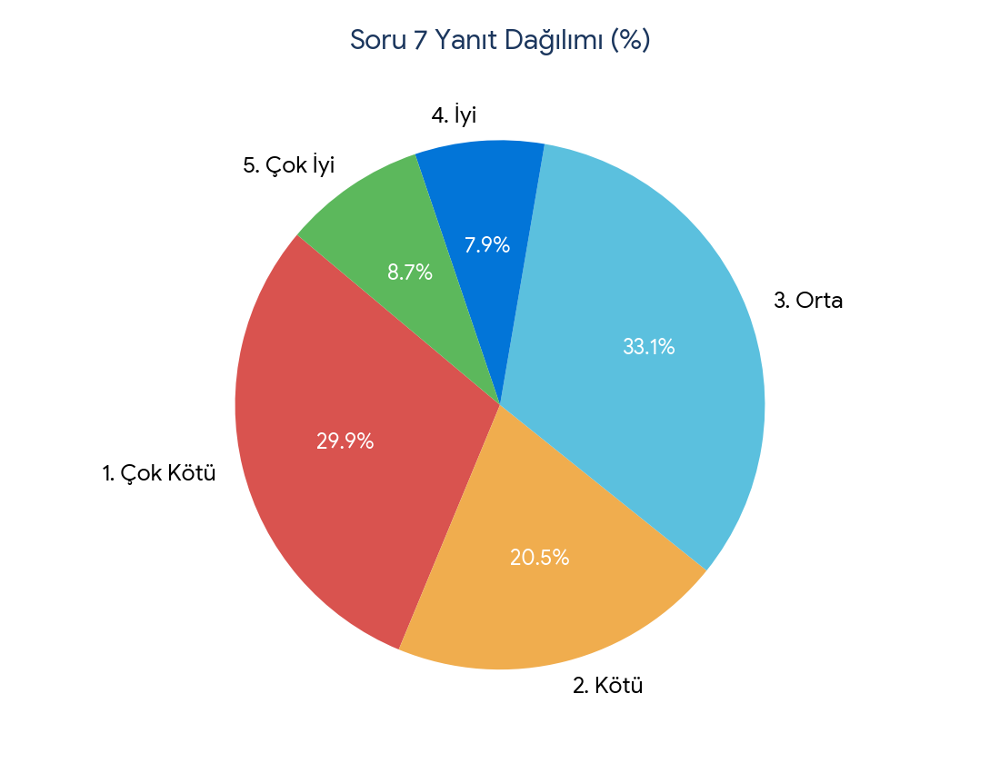 Soru 7 Yanıt Dağılımı (%)
4. İyi
5. Çok İyi
7.9%
8.7%
3. Orta
33.1%
29.9%
1. Çok Kötü
20.5%
2. Kötü